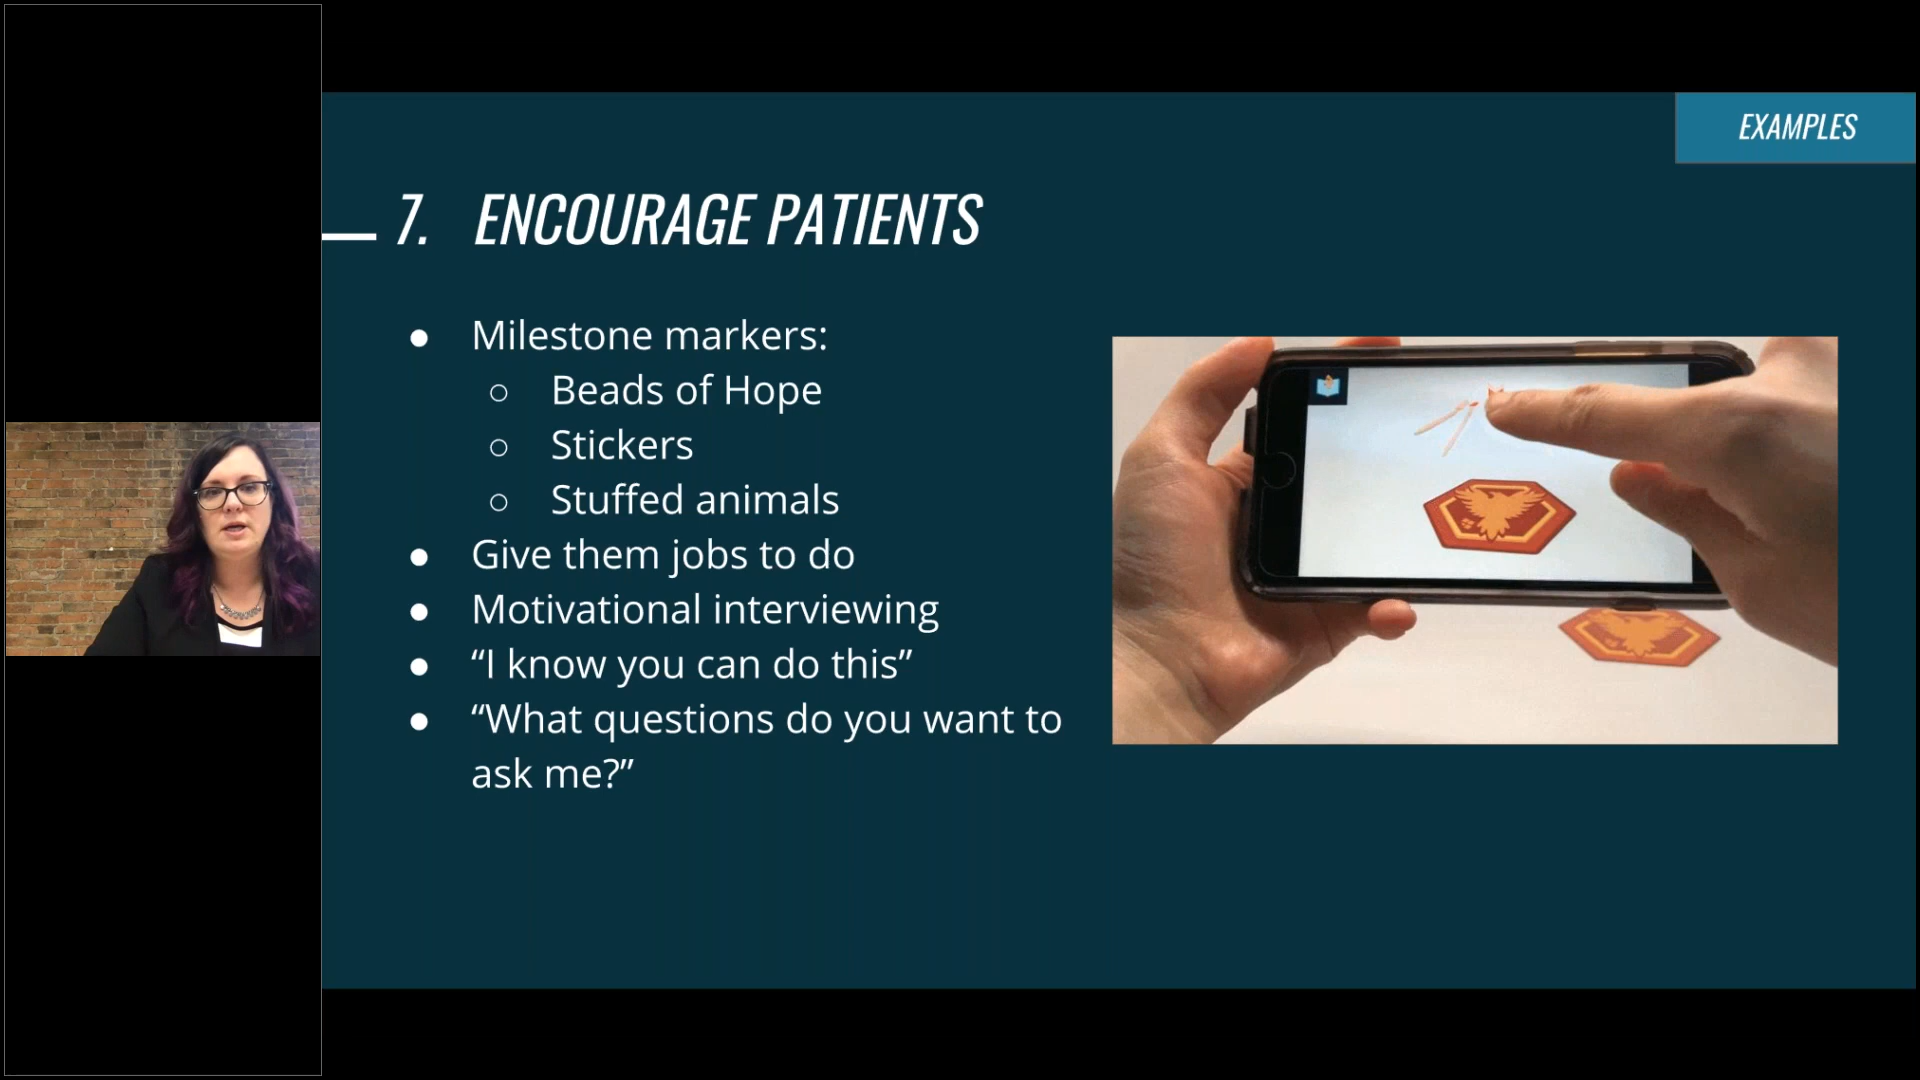 EXAMPLES
7. ENCOURAGE PATIENTS
● Milestone markers:
○ Beads of Hope
○ Stickers
○ Stuffed animals
● Give them jobs to do
● Motivational interviewing
● “I know you can do this”
● “What questions do you want to
ask me?”